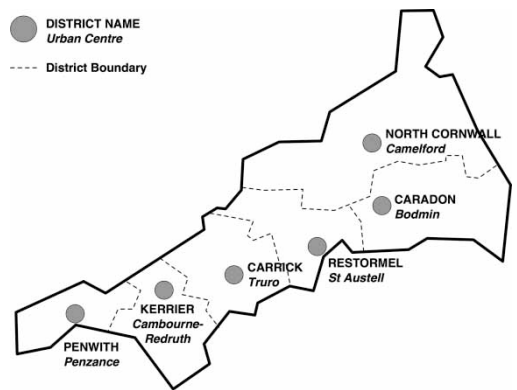 DISTRICT NAME
Urban Centre
District Boundary
NORTH CORNWALL
Camelford
CARADON
Bodmin
RESTORMEL
St Austell
CARRICK
Truro
KERRIER
Cambourne-
Redruth
PENWITH
Penzance